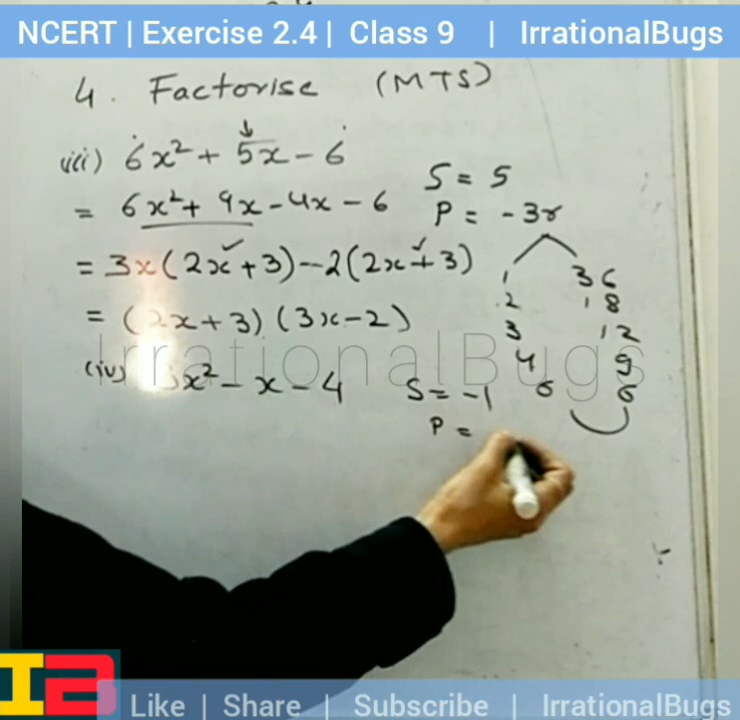 NCERT | Exercise 2.4 | Class 9 | IrrationalBugs
4. Factorise (MTS)
(iii) 6x² + 5x - 6
S = 5
= 6x² + 9x - 4x - 6
P = - 36
= 3x(2x+3) - 2(2x+3)
1 36
2 18
= (2x+3) (3x-2)
3 12
IrrationalBugs
4 9
(iv) 3x² - x - 4
S = -1
6 6
P =
IB
Like | Share | Subscribe | IrrationalBugs